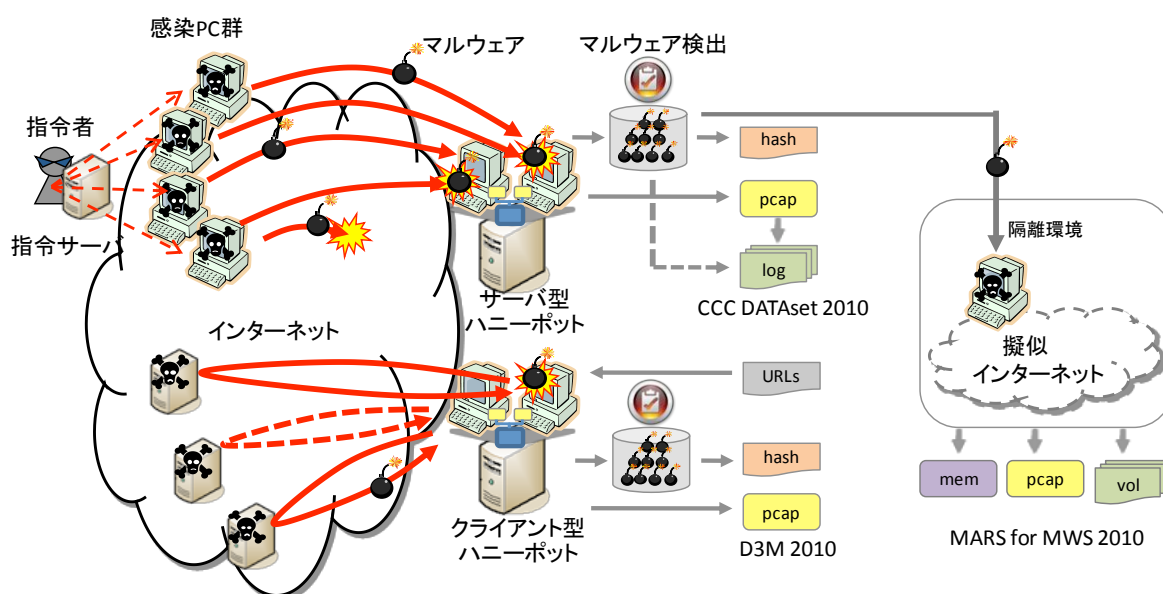 感染PC群
マルウェア
マルウェア検出
指令者
指令サーバ
hash
pcap
log
CCC DATAset 2010
サーバ型
ハニーポット
隔離環境
擬似
インターネット
インターネット
URLs
hash
pcap
D3M 2010
クライアント型
ハニーポット
mem
pcap
vol
MARS for MWS 2010